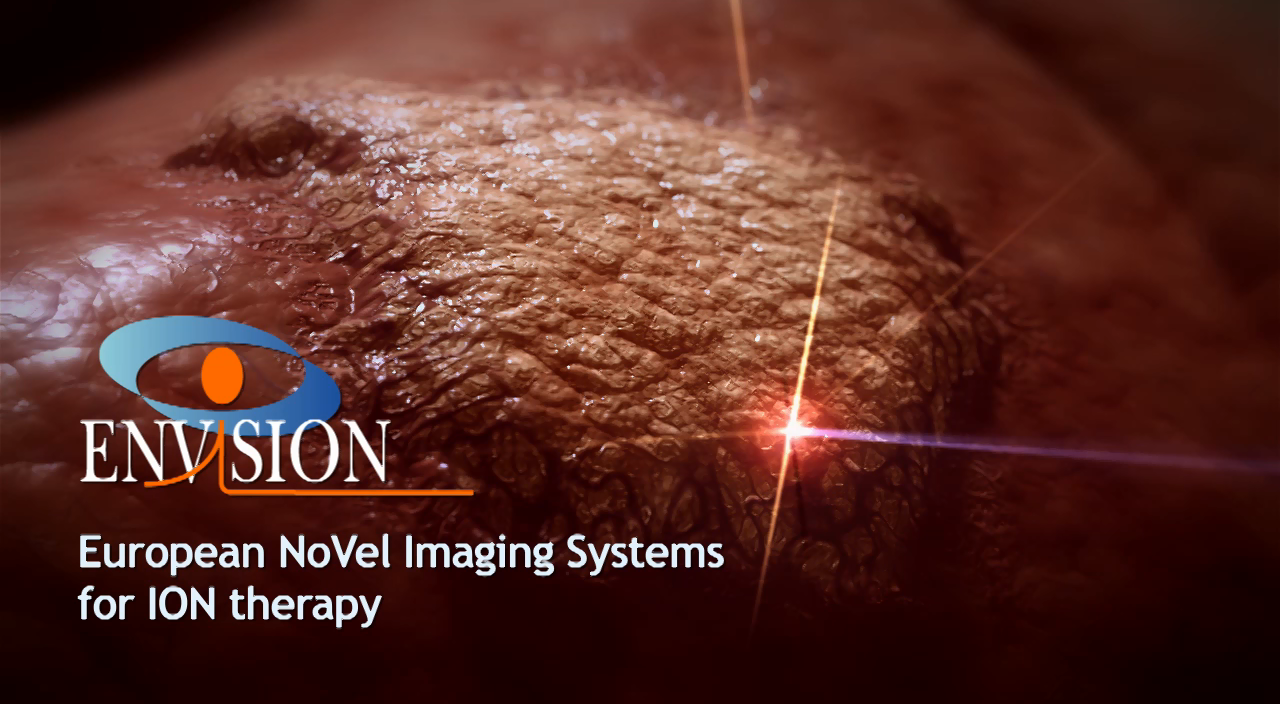 ENVISION
European NoVel Imaging Systems
for ION therapy